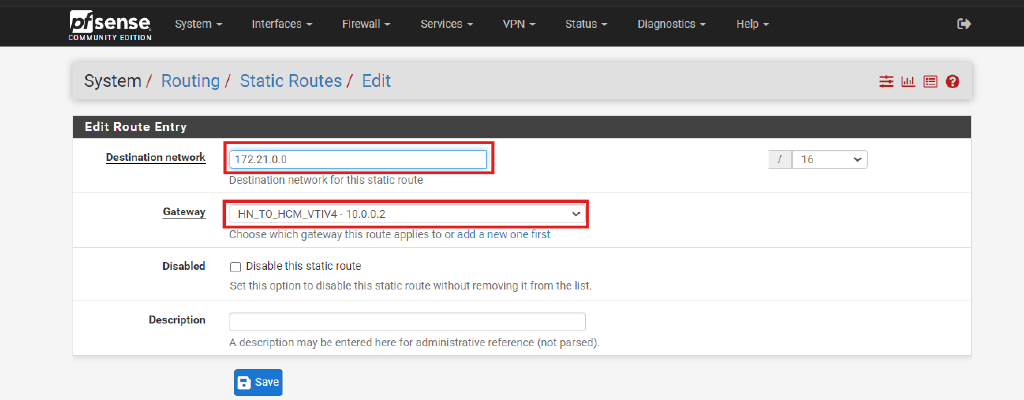 pfsense
COMMUNITY EDITION
System Interfaces Firewall Services VPN Status Diagnostics Help
System / Routing / Static Routes / Edit
Edit Route Entry
Destination network 172.21.0.0 / 16
Destination network for this static route
Gateway HN_TO_HCM_VTIV4 - 10.0.0.2
Choose which gateway this route applies to or add a new one first
Disabled Disable this static route
Set this option to disable this static route without removing it from the list.
Description
A description may be entered here for administrative reference (not parsed).
Save